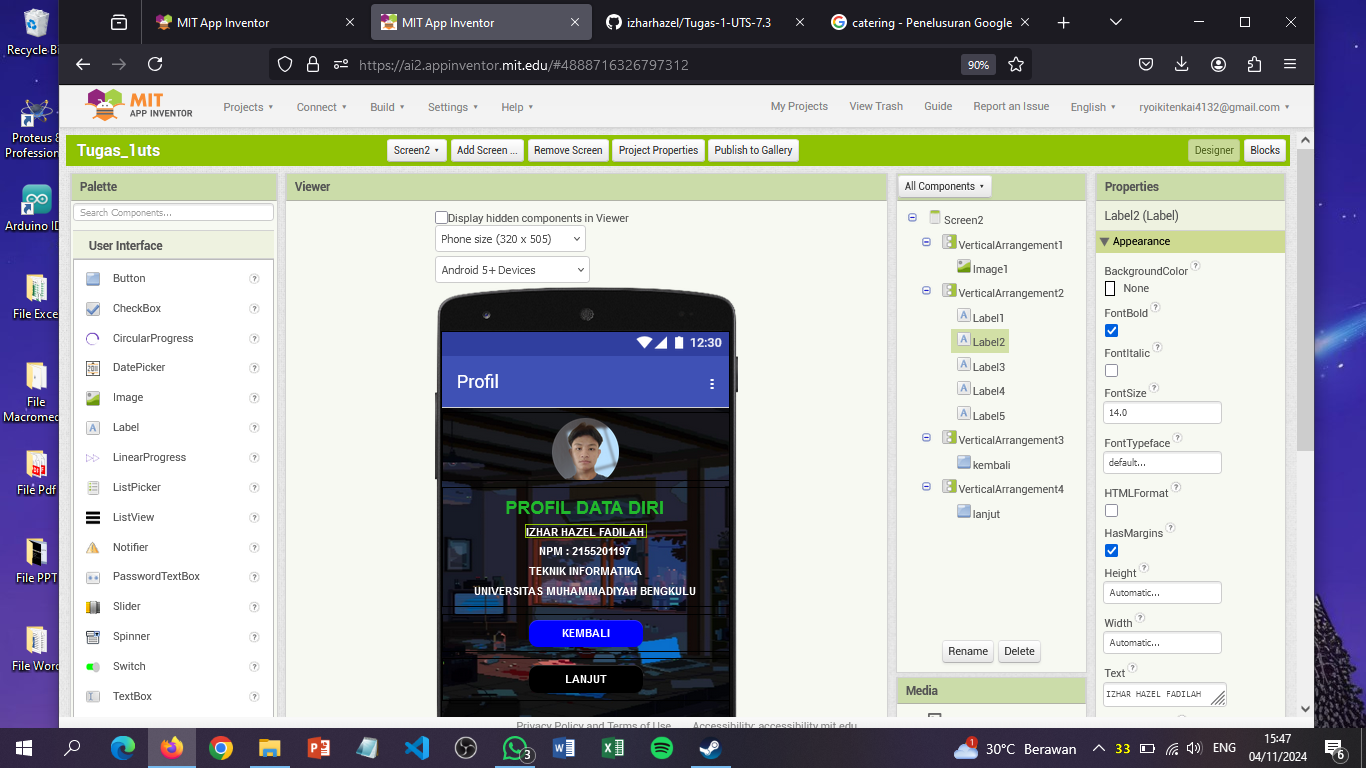 Recycle Bi
Proteus 8
Profession
Arduino ID
File Exce
File
Macromec
File Pdf
File PPT
File Word
MIT App Inventor
MIT App Inventor
izharhazel/Tugas-1-UTS-7.3
catering - Penelusuran Google
https://ai2.appinventor.mit.edu/#4888716326797312
90%
MIT
APP INVENTOR
Projects
Connect
Build
Settings
Help
My Projects
View Trash
Guide
Report an Issue
English
ryoikitenkai4132@gmail.com
Tugas_1uts
Screen2
Add Screen ...
Remove Screen
Project Properties
Publish to Gallery
Designer
Blocks
Palette
Search Components...
User Interface
Button ?
CheckBox ?
CircularProgress ?
DatePicker ?
Image ?
Label ?
LinearProgress ?
ListPicker ?
ListView ?
Notifier ?
PasswordTextBox ?
Slider ?
Spinner ?
Switch ?
TextBox ?
Viewer
Display hidden components in Viewer
Phone size (320 x 505)
Android 5+ Devices
12:30
Profil
PROFIL DATA DIRI
IZHAR HAZEL FADILAH
NPM : 2155201197
TEKNIK INFORMATIKA
UNIVERSITAS MUHAMMADIYAH BENGKULU
KEMBALI
LANJUT
All Components
Screen2
VerticalArrangement1
Image1
VerticalArrangement2
A Label1
A Label2
A Label3
A Label4
A Label5
VerticalArrangement3
kembali
VerticalArrangement4
lanjut
Rename
Delete
Media
Properties
Label2 (Label)
Appearance
BackgroundColor ?
None
FontBold ?
FontItalic ?
FontSize ?
14.0
FontTypeface ?
default...
HTMLFormat ?
HasMargins ?
Height ?
Automatic...
Width ?
Automatic...
Text ?
IZHAR HAZEL FADILAH
Privacy Policy and Terms of Use
Accessibility: accessibility.mit.edu
3
30°C Berawan
33
ENG
15:47
04/11/2024
6